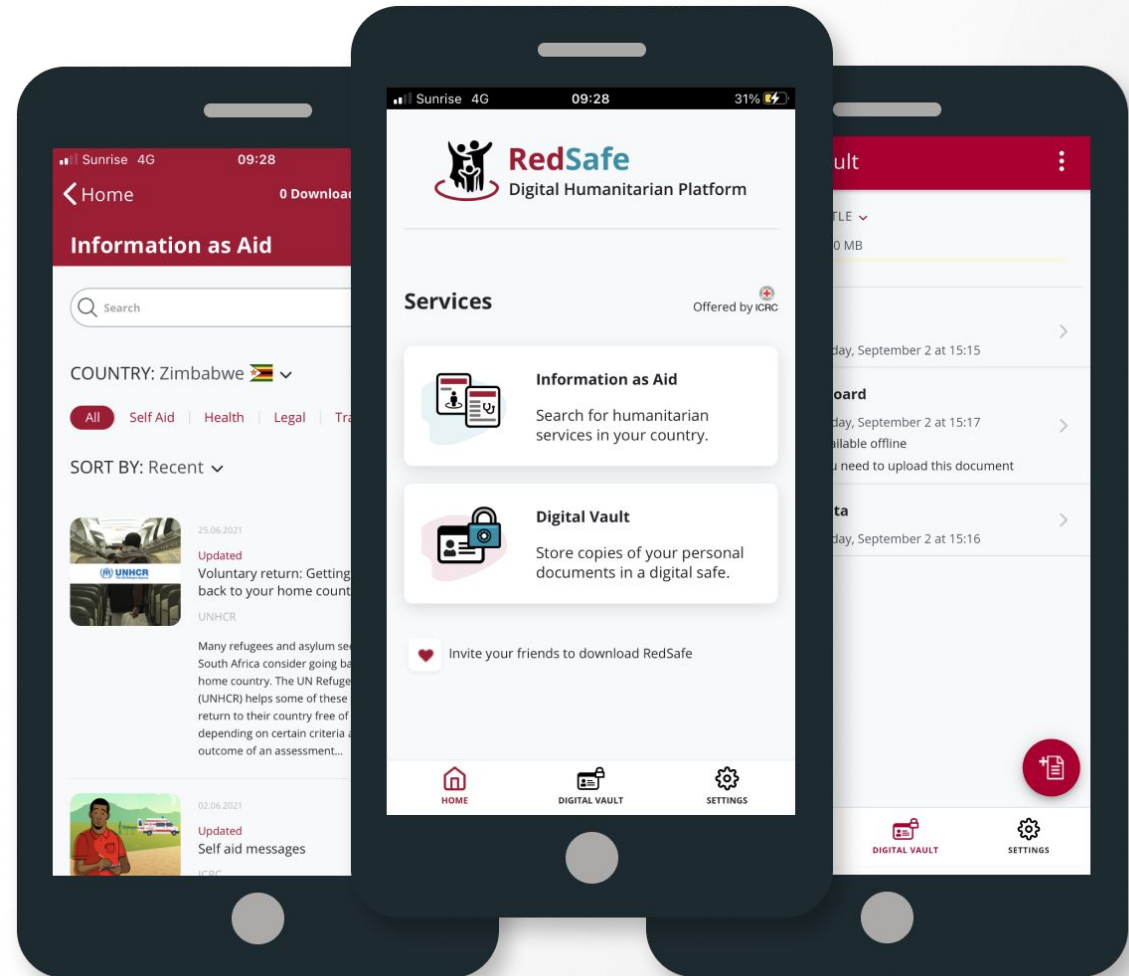 Sunrise 4G 09:28
Home
0 Downloa
Information as Aid
Search
COUNTRY: Zimbabwe
All Self Aid Health Legal Tra
SORT BY: Recent
UNHCR
25.06.2021
Updated
Voluntary return: Getting
back to your home count
UNHCR
Many refugees and asylum se
South Africa consider going ba
home country. The UN Refuge
(UNHCR) helps some of these
return to their country free of
depending on certain criteria a
outcome of an assessment...
02.06.2021
Updated
Self aid messages
ICRC
Sunrise 4G 09:28 31%
RedSafe
Digital Humanitarian Platform
Services
Offered by ICRC
Information as Aid
Search for humanitarian
services in your country.
Digital Vault
Store copies of your personal
documents in a digital safe.
Invite your friends to download RedSafe
HOME DIGITAL VAULT SETTINGS
ult
TLE
0 MB
day, September 2 at 15:15
oard
day, September 2 at 15:17
ailable offline
u need to upload this document
ta
day, September 2 at 15:16
DIGITAL VAULT SETTINGS